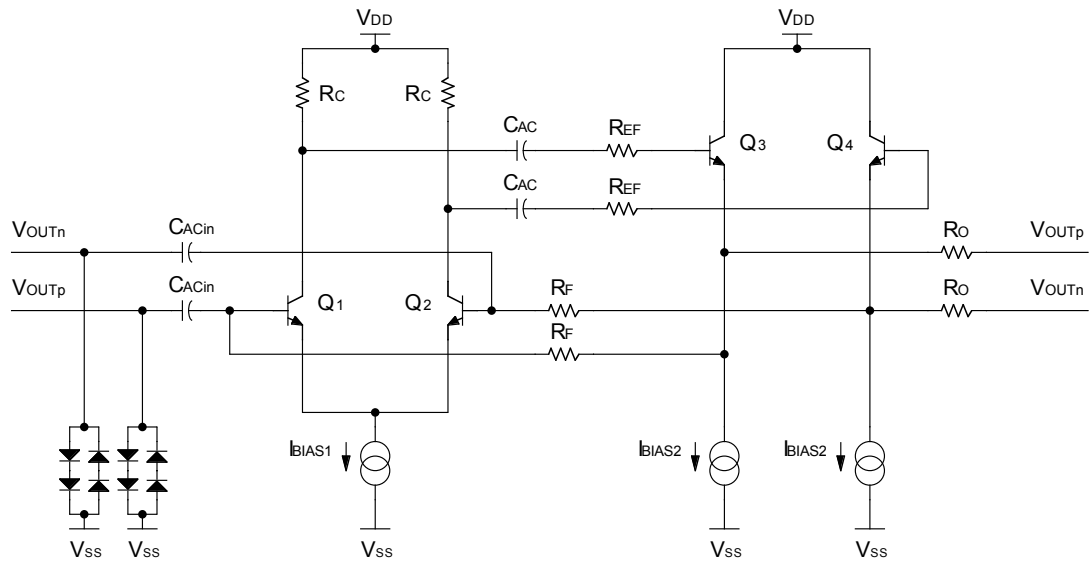 VDD VDD
RC RC
CAC REF Q3 Q4
CAC REF
VOUTn CACin RO VOUTp
VOUTp CACin Q1 Q2 RF RO VOUTn
RF
IBIAS1 IBIAS2 IBIAS2
VSS VSS VSS VSS VSS